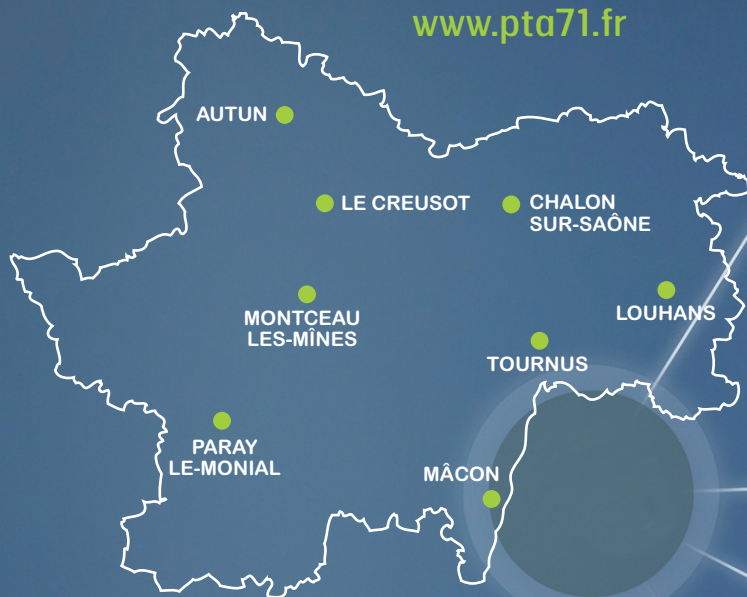 www.pta71.fr
AUTUN
LE CREUSOT
CHALON
SUR-SAÔNE
MONTCEAU
LES-MÎNES
LOUHANS
TOURNUS
PARAY
LE-MONIAL
MÂCON